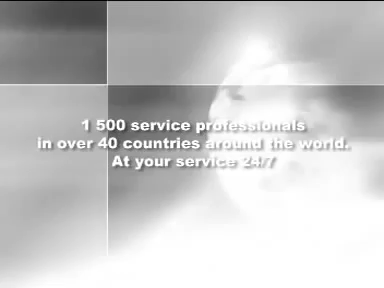 1 500 service professionals
in over 40 countries around the world.
At your service 24/7